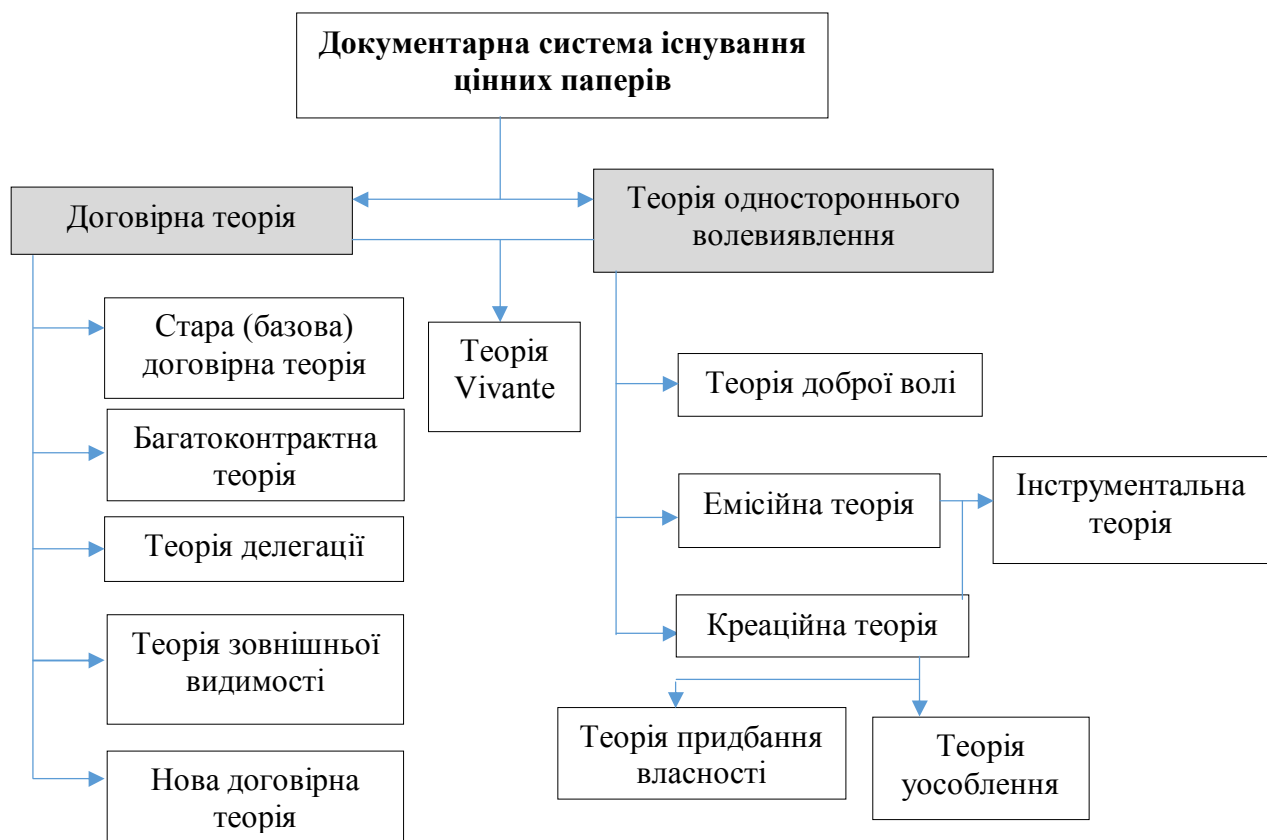 Документарна система існування
цінних паперів
Договірна теорія
Теорія одностороннього
волевиявлення
Стара (базова)
договірна теорія
Багатоконтрактна
теорія
Теорія делегації
Теорія зовнішньої
видимості
Нова договірна
теорія
Теорія
Vivante
Теорія доброї волі
Емісійна теорія
Інструментальна
теорія
Креаційна теорія
Теорія придбання
власності
Теорія
уособлення